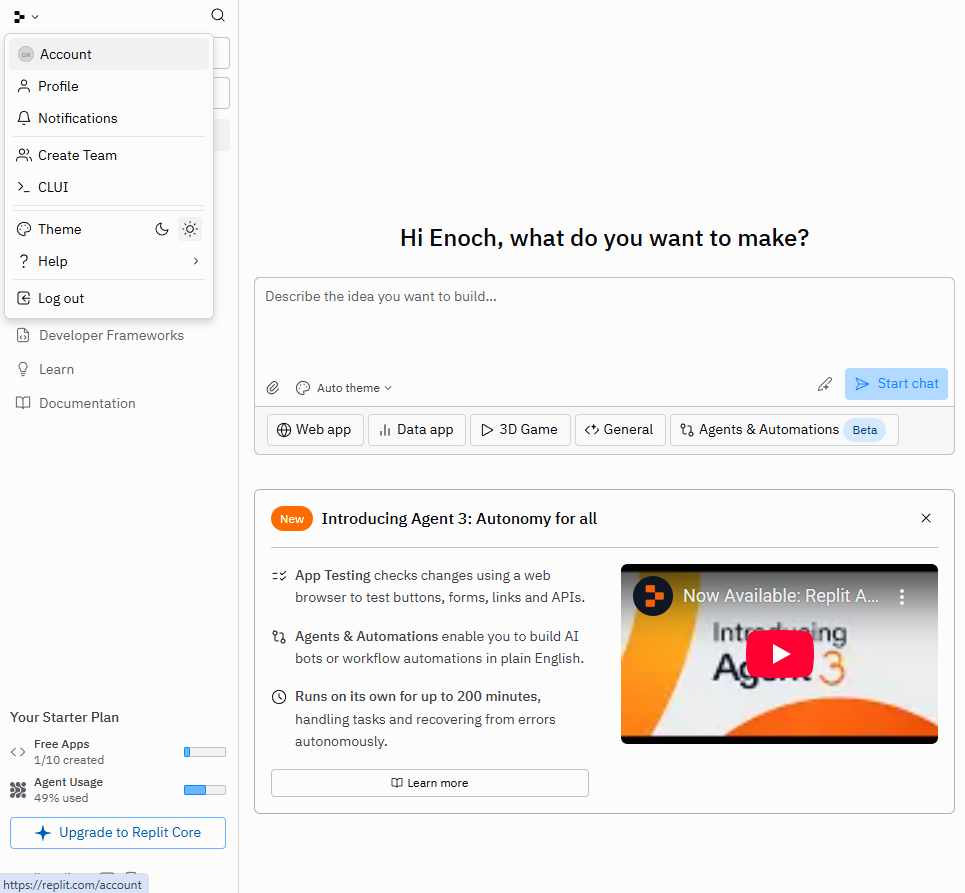 Account
Profile
Notifications
Create Team
CLUI
Theme
? Help
Log out
Developer Frameworks
Learn
Documentation
Your Starter Plan
Free Apps
1/10 created
Agent Usage
49% used
Upgrade to Replit Core
https://replit.com/account
Hi Enoch, what do you want to make?
Describe the idea you want to build...
Auto theme
Start chat
Web app
Data app
3D Game
General
Agents & Automations Beta
New Introducing Agent 3: Autonomy for all
App Testing checks changes using a web
browser to test buttons, forms, links and APIs.
Agents & Automations enable you to build AI
bots or workflow automations in plain English.
Runs on its own for up to 200 minutes,
handling tasks and recovering from errors
autonomously.
Learn more
Now Available: Replit A...
Introducing
Agent 3